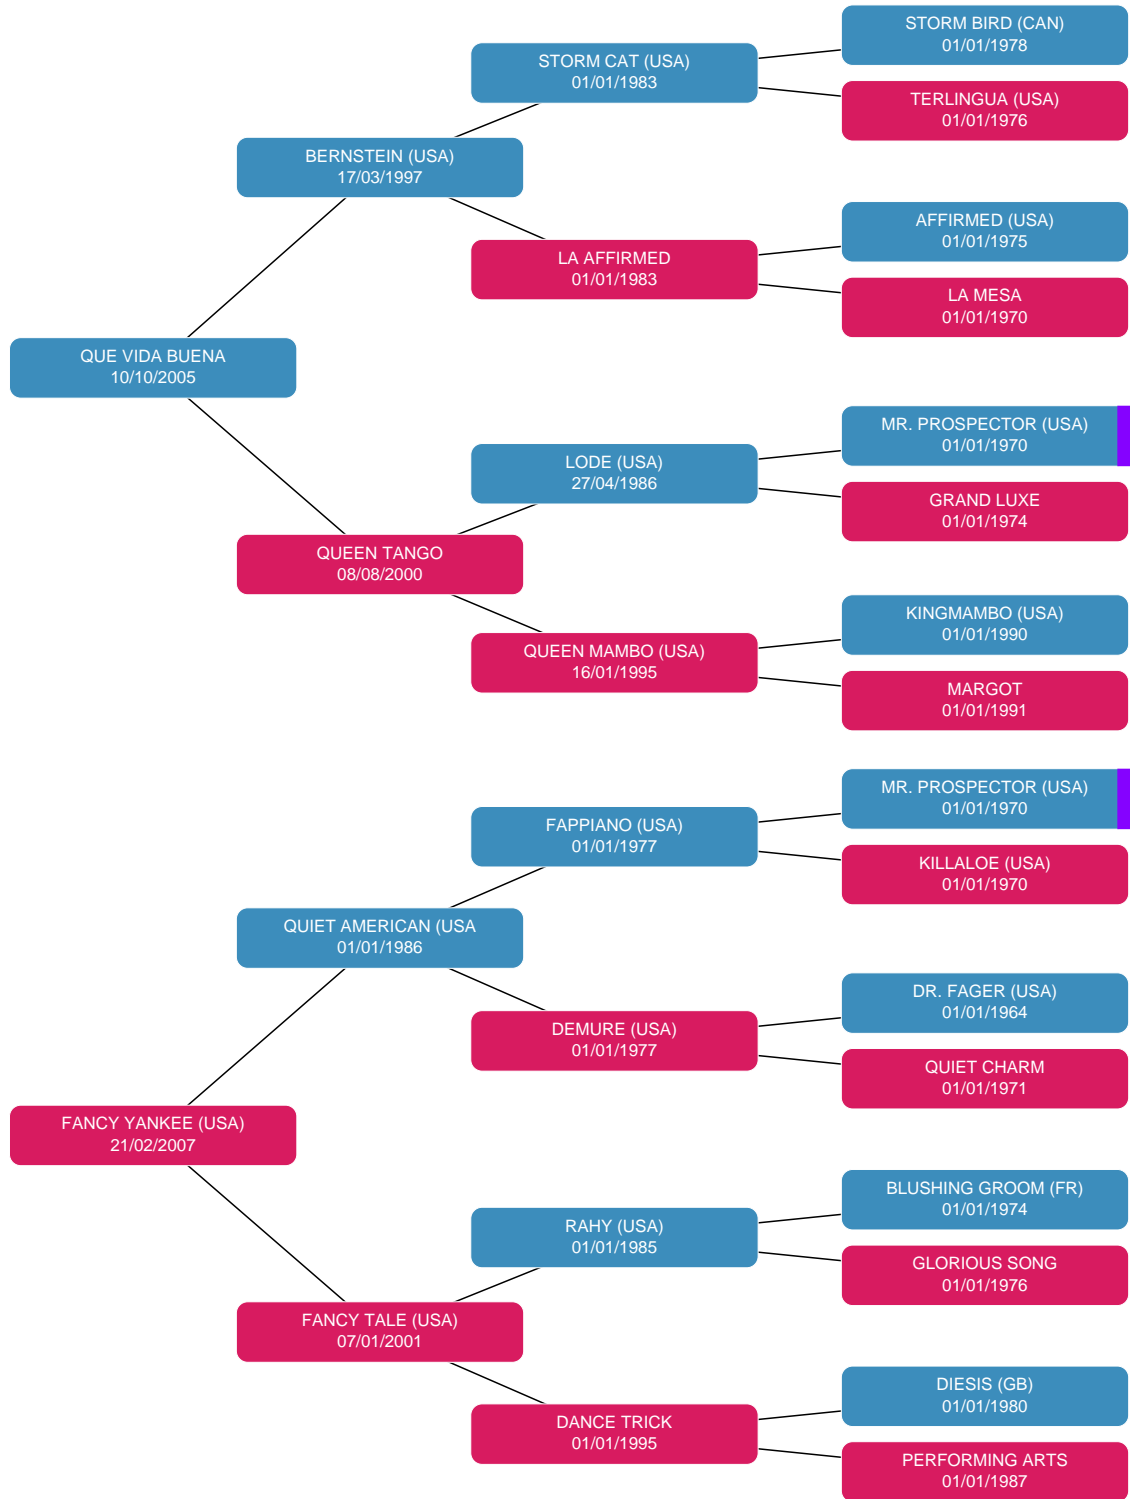 STORM BIRD (CAN)
01/01/1978
STORM CAT (USA)
01/01/1983
TERLINGUA (USA)
01/01/1976
BERNSTEIN (USA)
17/03/1997
AFFIRMED (USA)
01/01/1975
LA AFFIRMED
01/01/1983
LA MESA
01/01/1970
QUE VIDA BUENA
10/10/2005
MR. PROSPECTOR (USA)
01/01/1970
LODE (USA)
27/04/1986
GRAND LUXE
01/01/1974
QUEEN TANGO
08/08/2000
KINGMAMBO (USA)
01/01/1990
QUEEN MAMBO (USA)
16/01/1995
MARGOT
01/01/1991
MR. PROSPECTOR (USA)
01/01/1970
FAPPIANO (USA)
01/01/1977
KILLALOE (USA)
01/01/1970
QUIET AMERICAN (USA
01/01/1986
DR. FAGER (USA)
01/01/1964
DEMURE (USA)
01/01/1977
QUIET CHARM
01/01/1971
FANCY YANKEE (USA)
21/02/2007
BLUSHING GROOM (FR)
01/01/1974
RAHY (USA)
01/01/1985
GLORIOUS SONG
01/01/1976
FANCY TALE (USA)
07/01/2001
DIESIS (GB)
01/01/1980
DANCE TRICK
01/01/1995
PERFORMING ARTS
01/01/1987